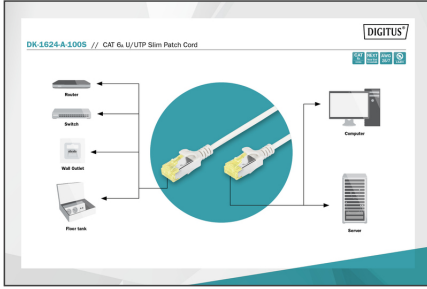 DIGITUS®
DK-1624-A-100S // CAT 6A U/UTP Slim Patch Cord
Router
Switch
Wall Outlet
Floor tank
Computer
Server